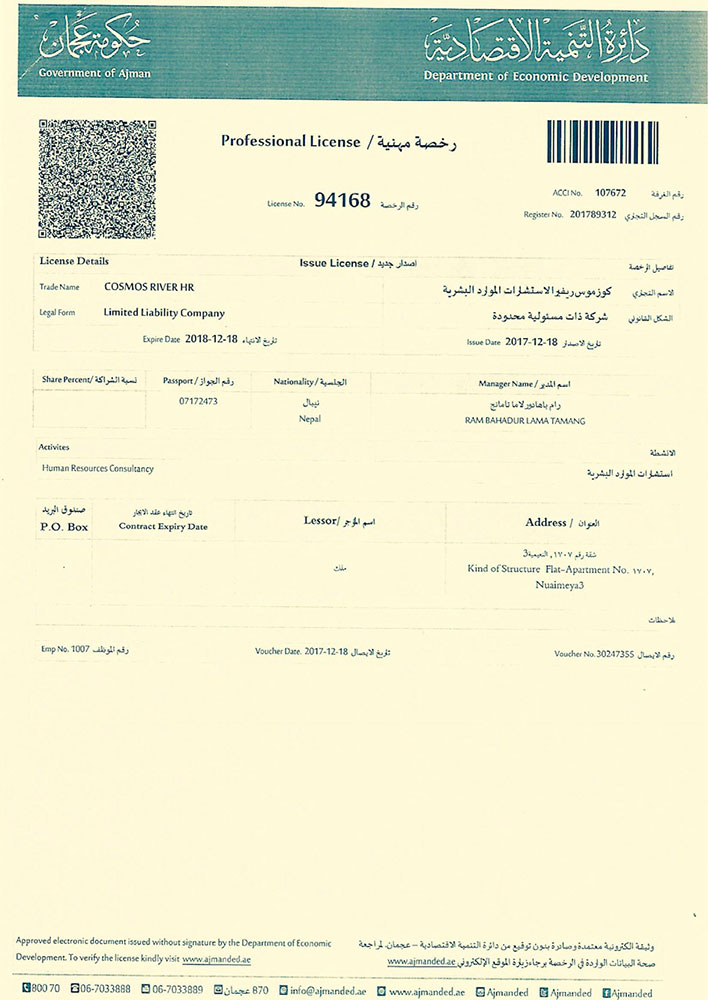 حكومة عجمان
دائرة التنمية الاقتصادية
Government of Ajman
Department of Economic Development
Professional License / رخصة مهنية
ACCI No. 107672 رقم الغرفة
License No. 94168 رقم الرخصة
Register No. 201789312 رقم السجل التجاري
License Details Issue License / اصدار جديد تفاصيل الرخصة
Trade Name COSMOS RIVER HR كوزموس ريفير الاستشارات الموارد البشرية الاسم التجاري
Legal Form Limited Liability Company شركة ذات مسئولية محدودة الشكل القانوني
Expire Date 2018-12-18 تاريخ الانتهاء Issue Date 2017-12-18 تاريخ الاصدار
Share Percent/ نسبة الشراكة Passport/ رقم الجواز Nationality/ الجنسية Manager Name/ اسم المدير
07172473 نيبال رام باهادور لاما تامانج
Nepal RAM BAHADUR LAMA TAMANG
Activites الانشطة
Human Resources Consultancy استشارات الموارد البشرية
صندوق البريد تاريخ انتهاء عقد الايجار Lessor/ اسم المؤجر Address / العنوان
P.O. Box Contract Expiry Date
شقة رقم ١٧٠٧, النعيمية3
ملك Kind of Structure Flat-Apartment No. ١٧٠٧,
Nuaimeya3
ملاحظات
Emp No. 1007 رقم الموظف Voucher Date. 2017-12-18 تاريخ الايصال Voucher No. 30247355 رقم الايصال
Approved electronic document issued without signature by the Department of Economic
Development. To verify the license kindly visit www.ajmanded.ae
وثيقة الكترونية معتمدة وصادرة بدون توقيع من دائرة التنمية الاقتصادية – عجمان. لمراجعة
صحة البيانات الواردة في الرخصة برجاء زيارة الموقع الإلكتروني www.ajmanded.ae
800 70 06-7033888 06-7033889 870 عجمان info@ajmanded.ae www.ajmanded.ae Ajmanded Ajmanded Ajmanded